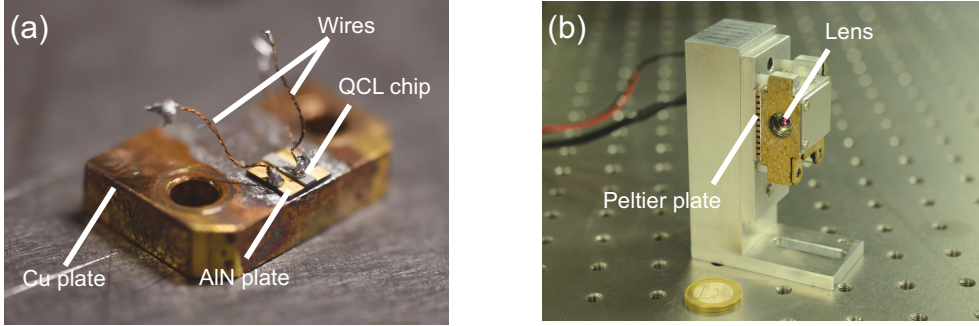 (a)
Wires
QCL chip
Cu plate
AlN plate
(b)
Lens
Peltier plate